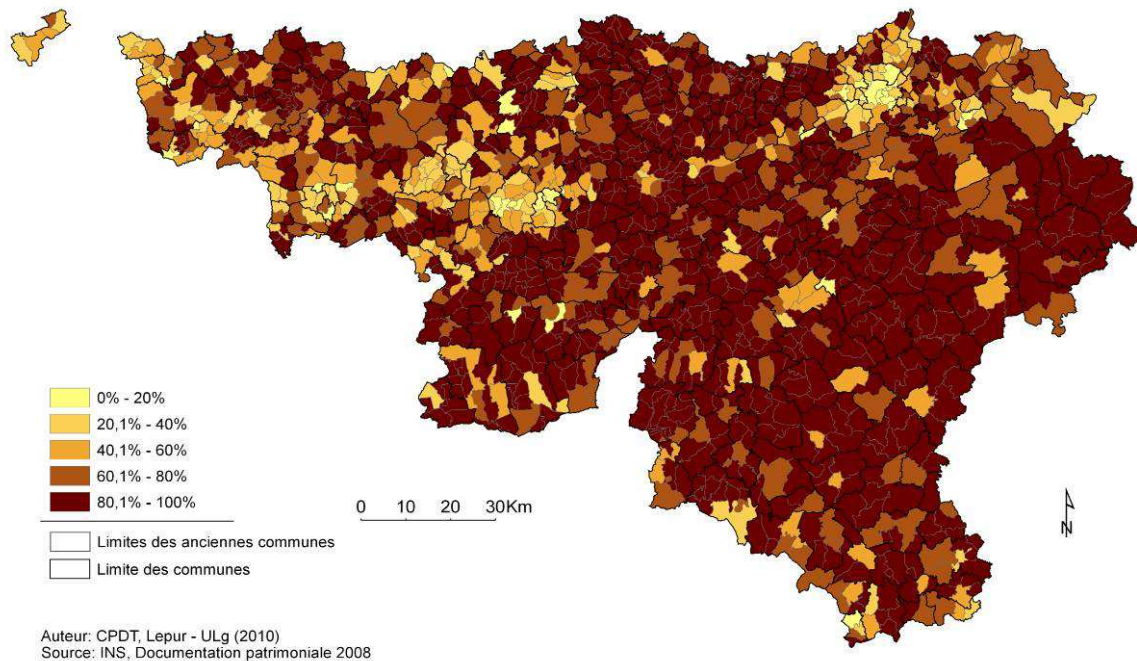 0% - 20%
20,1% - 40%
40,1% - 60%
60,1% - 80%
80,1% - 100%
0 10 20 30Km
Limites des anciennes communes
Limite des communes
N
Auteur: CPDT, Lepur - ULg (2010)
Source: INS, Documentation patrimoniale 2008